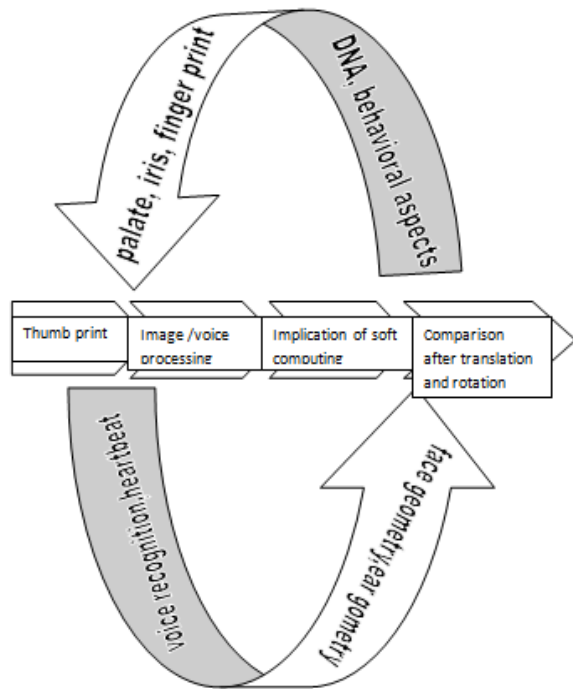 palate, iris, finger print
DNA, behavioral aspects
Thumb print
Image /voice
processing
Implication of soft
computing
Comparison
after translation
and rotation
voice recognition,heartbeat
face geometry,ear gometry